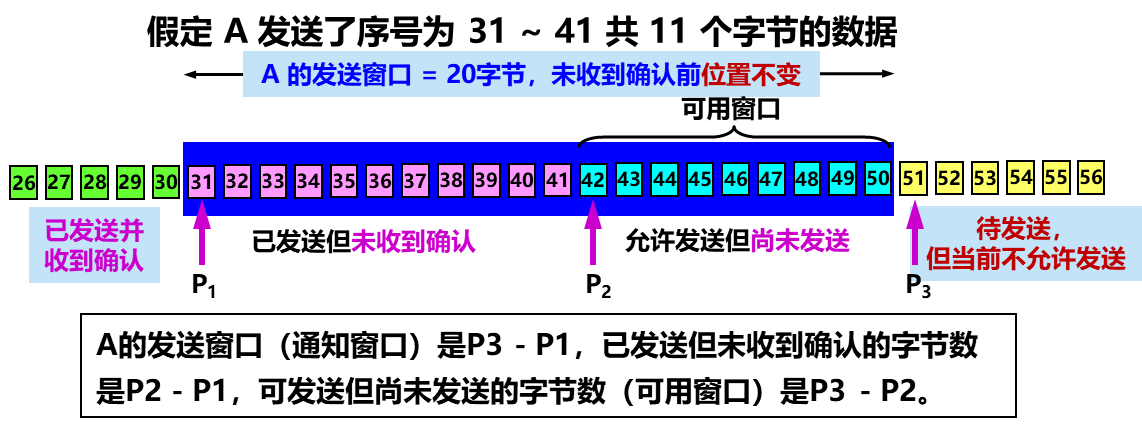 假定 A 发送了序号为 31 ~ 41 共 11 个字节的数据
A 的发送窗口 = 20字节，未收到确认前位置不变
可用窗口
26 27 28 29 30 31 32 33 34 35 36 37 38 39 40 41 42 43 44 45 46 47 48 49 50 51 52 53 54 55 56
已发送并
收到确认
已发送但未收到确认
允许发送但尚未发送
待发送，
但当前不允许发送
P1
P2
P3
A的发送窗口（通知窗口）是P3 - P1，已发送但未收到确认的字节数
是P2 - P1，可发送但尚未发送的字节数（可用窗口）是P3 - P2。